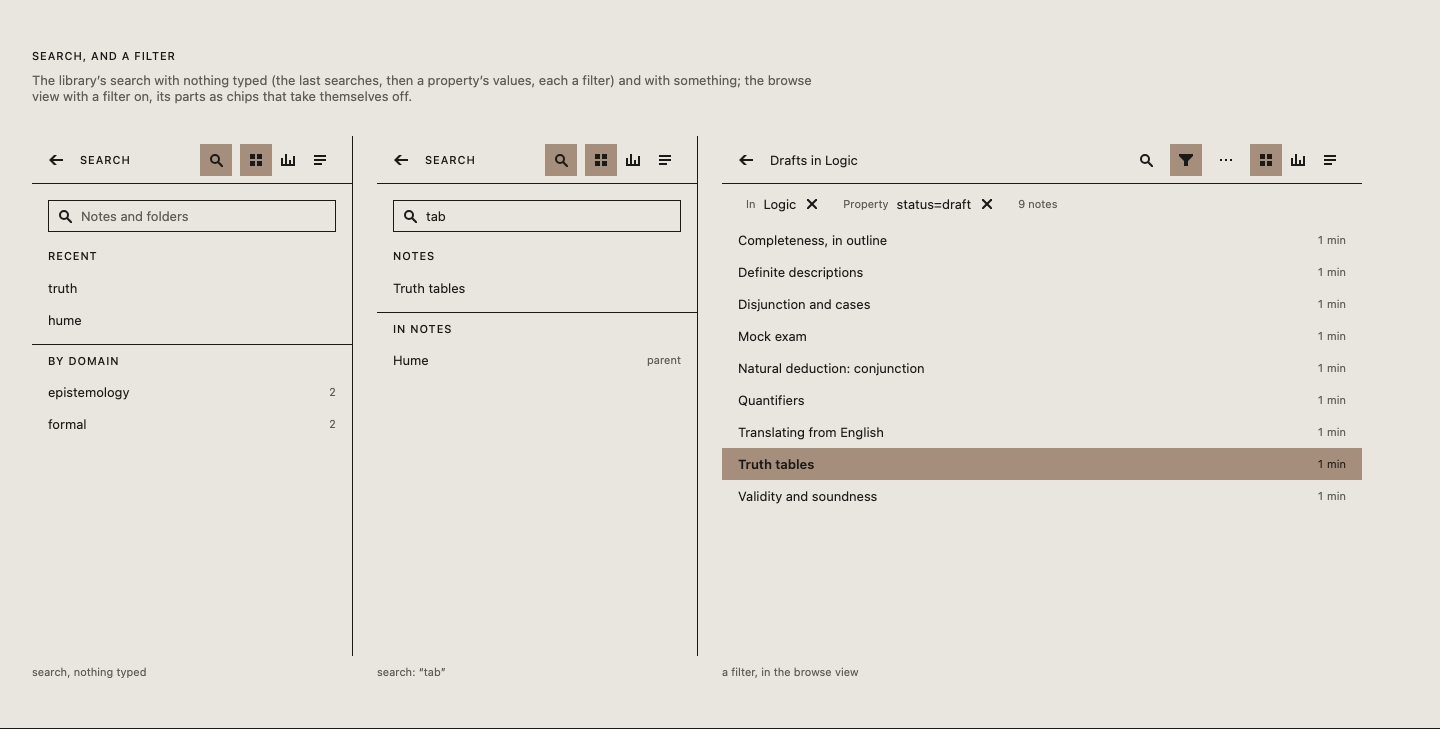 SEARCH, AND A FILTER
The library’s search with nothing typed (the last searches, then a property’s values, each a filter) and with something; the browse
view with a filter on, its parts as chips that take themselves off.
SEARCH
Notes and folders
RECENT
truth
hume
BY DOMAIN
epistemology 2
formal 2
search, nothing typed
SEARCH
tab
NOTES
Truth tables
IN NOTES
Hume parent
search: “tab”
Drafts in Logic
In Logic Property status=draft 9 notes
Completeness, in outline 1 min
Definite descriptions 1 min
Disjunction and cases 1 min
Mock exam 1 min
Natural deduction: conjunction 1 min
Quantifiers 1 min
Translating from English 1 min
Truth tables 1 min
Validity and soundness 1 min
a filter, in the browse view